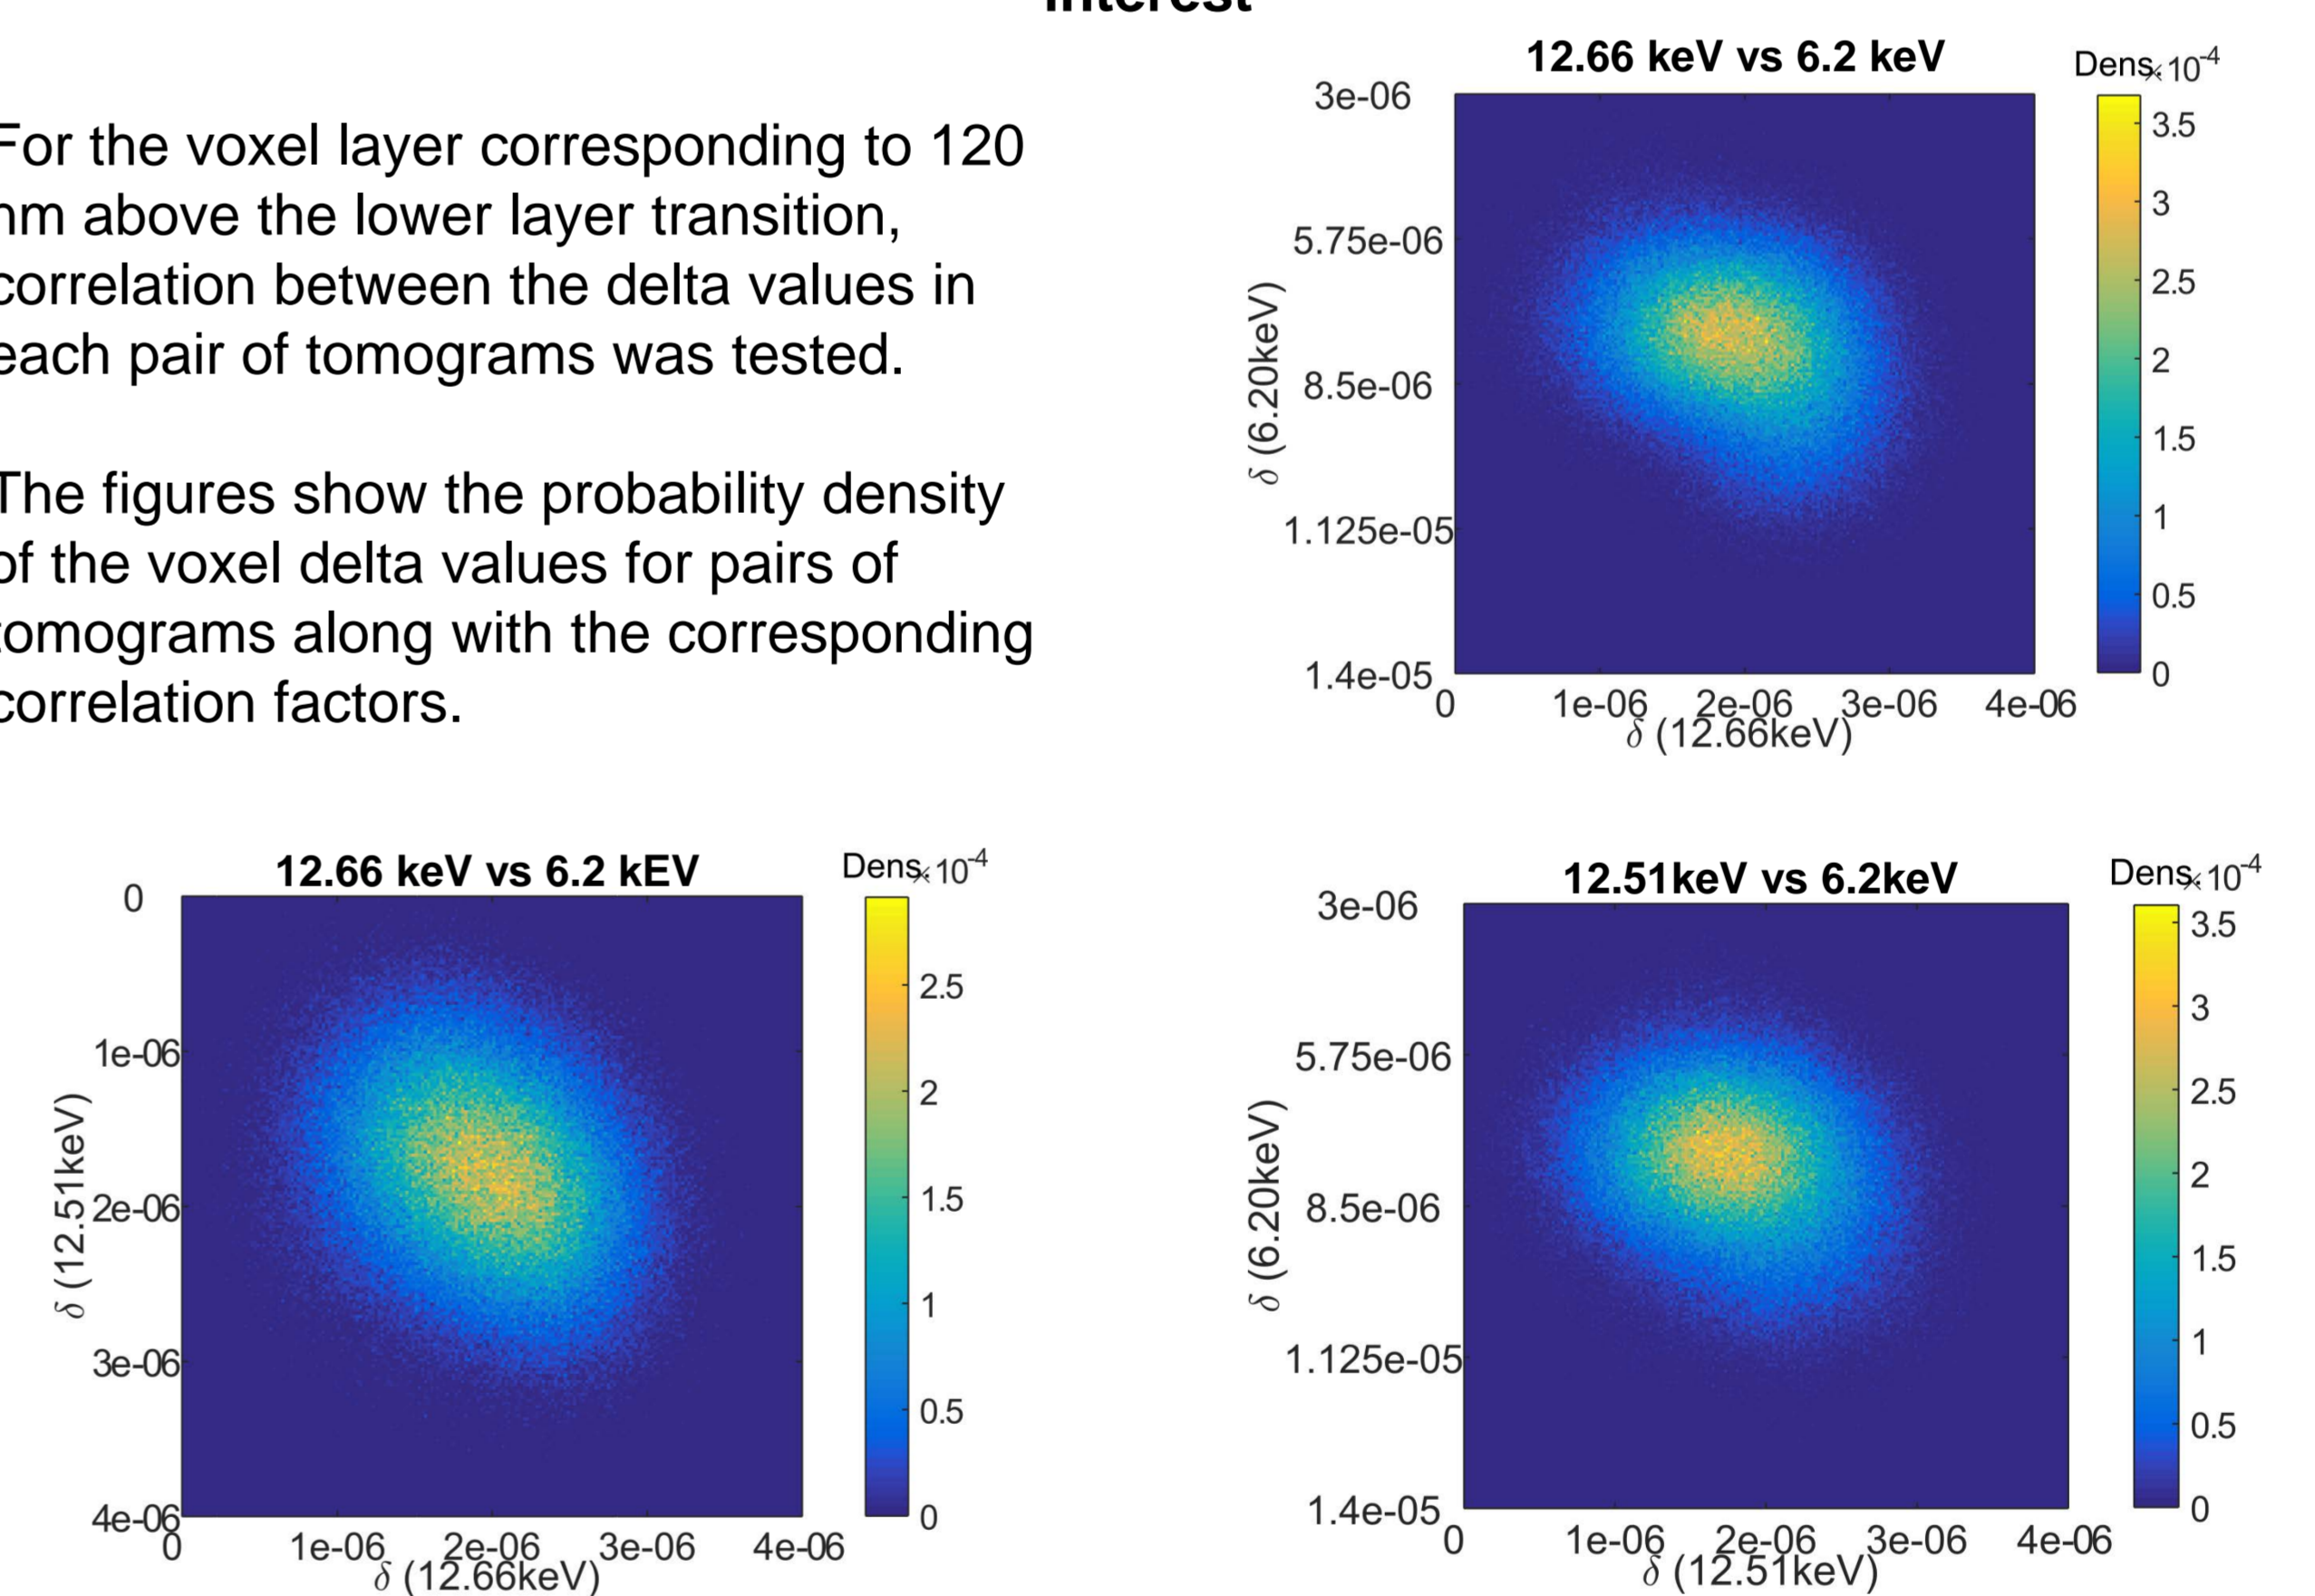 For the voxel layer corresponding to 120
nm above the lower layer transition,
correlation between the delta values in
each pair of tomograms was tested.
The figures show the probability density
of the voxel delta values for pairs of
tomograms along with the corresponding
correlation factors.
12.66 keV vs 6.2 keV
Dens. ×10-4
3e-06
5.75e-06
8.5e-06
1.125e-05
1.4e-05
δ (6.20keV)
0 1e-06 2e-06 3e-06 4e-06
δ (12.66keV)
3.5
3
2.5
2
1.5
1
0.5
0
12.66 keV vs 6.2 kEV
Dens. ×10-4
0
1e-06
2e-06
3e-06
4e-06
δ (12.51keV)
0 1e-06 2e-06 3e-06 4e-06
δ (12.66keV)
2.5
2
1.5
1
0.5
0
12.51keV vs 6.2keV
Dens. ×10-4
3e-06
5.75e-06
8.5e-06
1.125e-05
1.4e-05
δ (6.20keV)
0 1e-06 2e-06 3e-06 4e-06
δ (12.51keV)
3.5
3
2.5
2
1.5
1
0.5
0